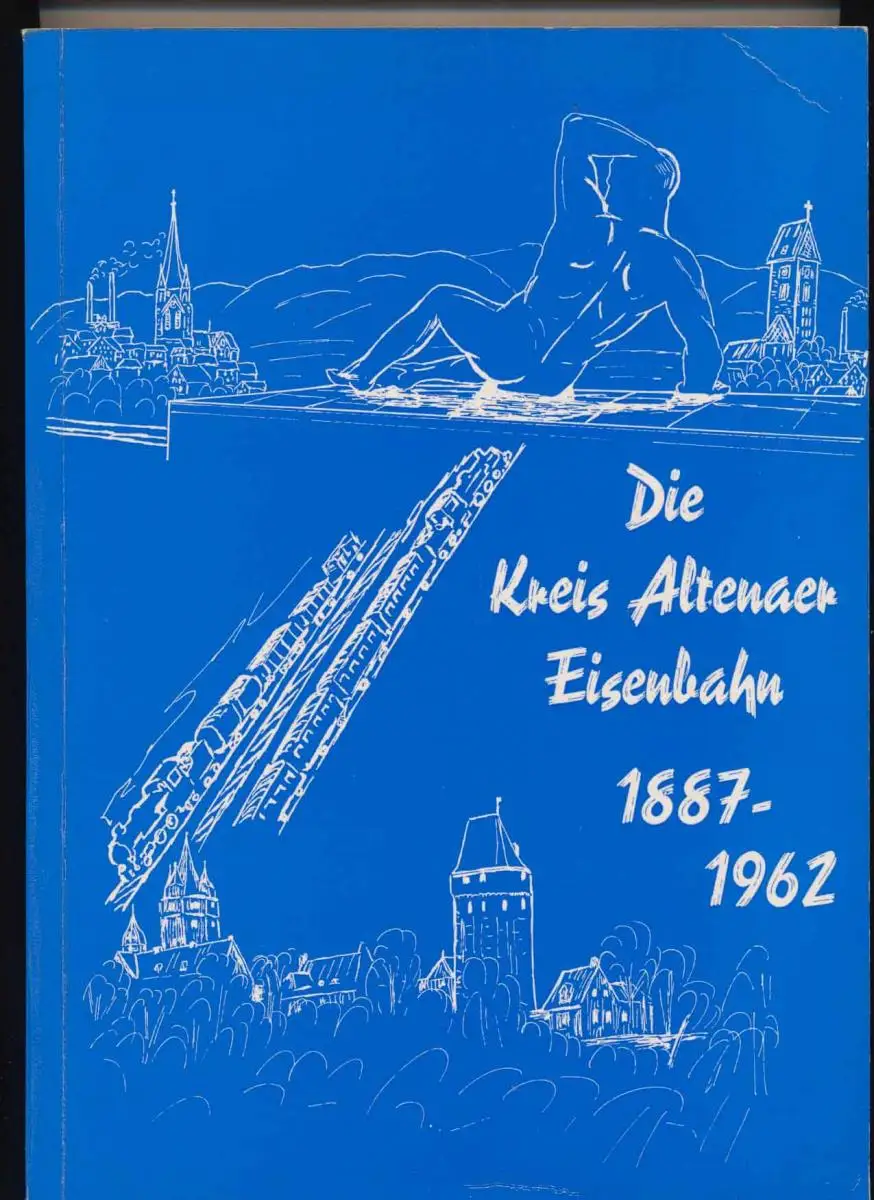 Die
Kreis Altenaer
Eisenbahn
1887-
1962